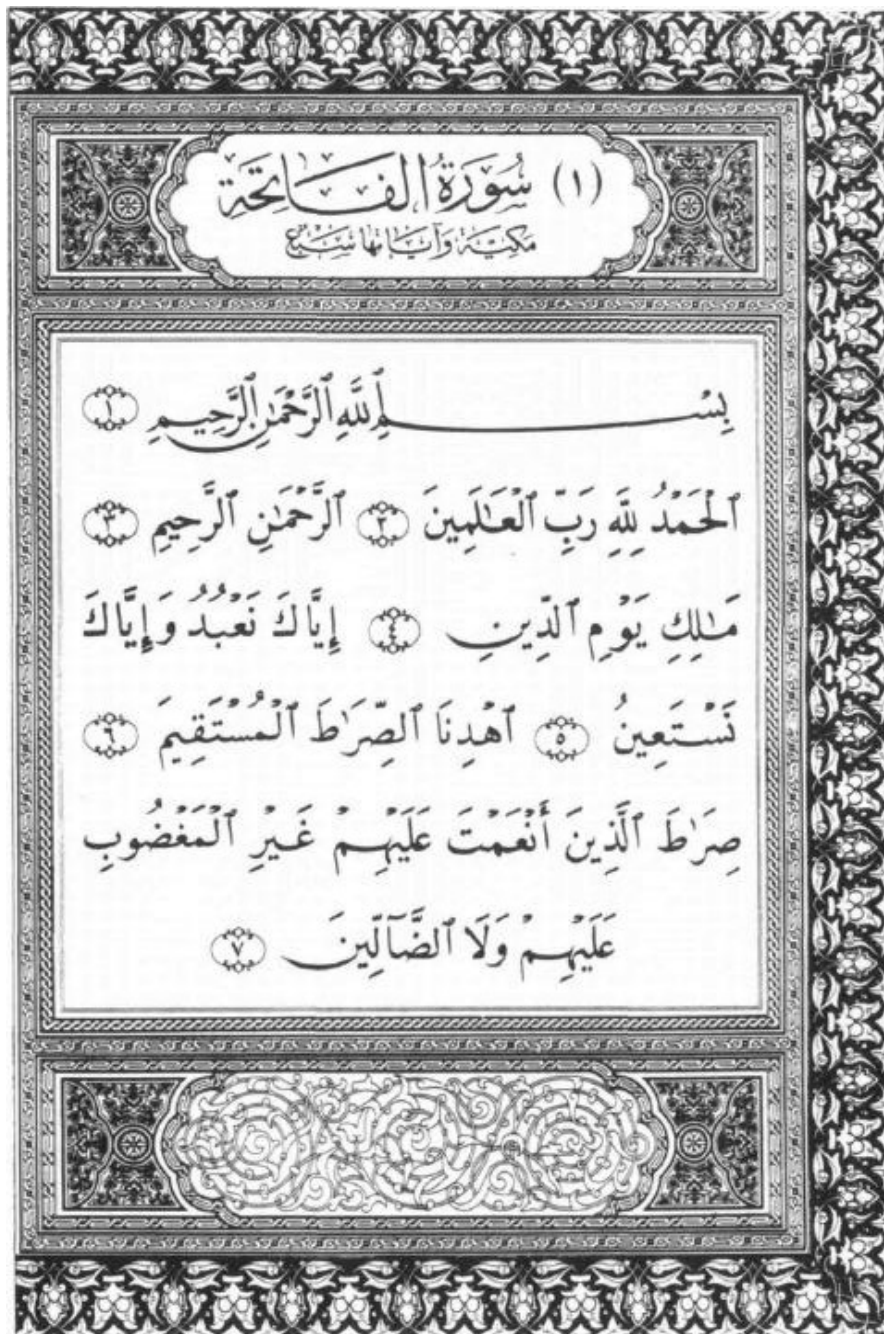 (١) سُورَةُ الفَاتِحَة
مَكيَّة وَآيَاتهَا سَبْعٌ
بِسْمِ ٱللَّهِ ٱلرَّحْمَٰنِ ٱلرَّحِيمِ ١
ٱلْحَمْدُ لِلَّهِ رَبِّ ٱلْعَٰلَمِينَ ٢ ٱلرَّحْمَٰنِ ٱلرَّحِيمِ ٣
مَٰلِكِ يَوْمِ ٱلدِّينِ ٤ إِيَّاكَ نَعْبُدُ وَإِيَّاكَ
نَسْتَعِينُ ٥ ٱهْدِنَا ٱلصِّرَٰطَ ٱلْمُسْتَقِيمَ ٦
صِرَٰطَ ٱلَّذِينَ أَنْعَمْتَ عَلَيْهِمْ غَيْرِ ٱلْمَغْضُوبِ
عَلَيْهِمْ وَلَا ٱلضَّآلِّينَ ٧